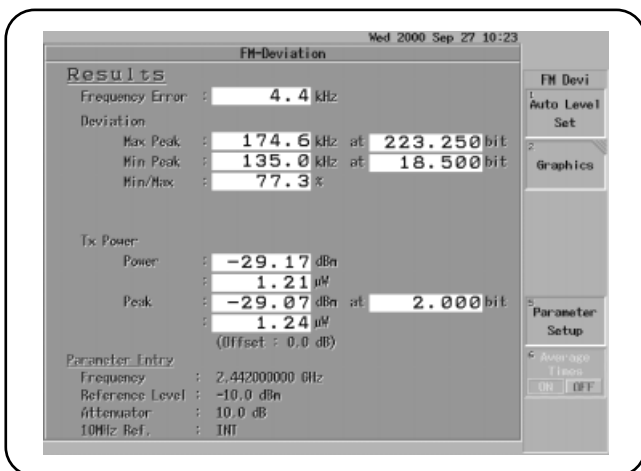 Wed 2000 Sep 27 10:23
FM-Deviation
Results
Frequency Error : 4.4 kHz
Deviation
Max Peak : 174.6 kHz at 223.250 bit
Min Peak : 135.0 kHz at 18.500 bit
Min/Max : 77.3 %
Tx Power
Power : -29.17 dBm
: 1.21 µW
Peak : -29.07 dBm at 2.000 bit
: 1.24 µW
(Offset : 0.0 dB)
Parameter Entry
Frequency : 2.442000000 GHz
Reference Level : -10.0 dBm
Attenuator : 10.0 dB
10MHz Ref. : INT
FM Devi
1
Auto Level
Set
2
Graphics
5
Parameter
Setup
6
Average
Times
ON OFF